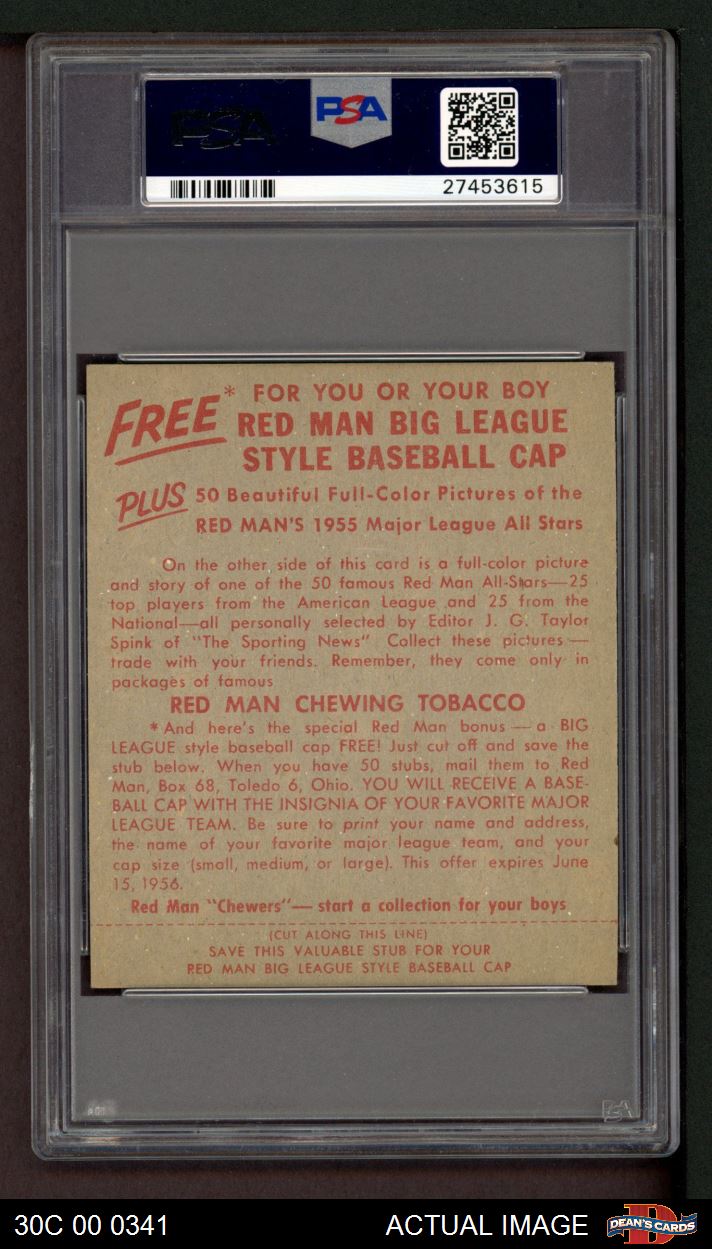 PSA
PSA
27453615
FREE* FOR YOU OR YOUR BOY
RED MAN BIG LEAGUE
STYLE BASEBALL CAP
PLUS 50 Beautiful Full-Color Pictures of the
RED MAN'S 1955 Major League All Stars
On the other side of this card is a full-color picture
and story of one of the 50 famous Red Man All-Stars—25
top players from the American League and 25 from the
National—all personally selected by Editor J. G. Taylor
Spink of "The Sporting News" Collect these pictures—
trade with your friends. Remember, they come only in
packages of famous
RED MAN CHEWING TOBACCO
*And here's the special Red Man bonus — a BIG
LEAGUE style baseball cap FREE! Just cut off and save the
stub below. When you have 50 stubs, mail them to Red
Man, Box 68, Toledo 6, Ohio. YOU WILL RECEIVE A BASE-
BALL CAP WITH THE INSIGNIA OF YOUR FAVORITE MAJOR
LEAGUE TEAM. Be sure to print your name and address,
the name of your favorite major league team, and your
cap size (small, medium, or large). This offer expires June
15, 1956.
Red Man "Chewers"— start a collection for your boys
(CUT ALONG THIS LINE)
SAVE THIS VALUABLE STUB FOR YOUR
RED MAN BIG LEAGUE STYLE BASEBALL CAP
PSA
30C 00 0341
ACTUAL IMAGE
DEAN'S CARDS